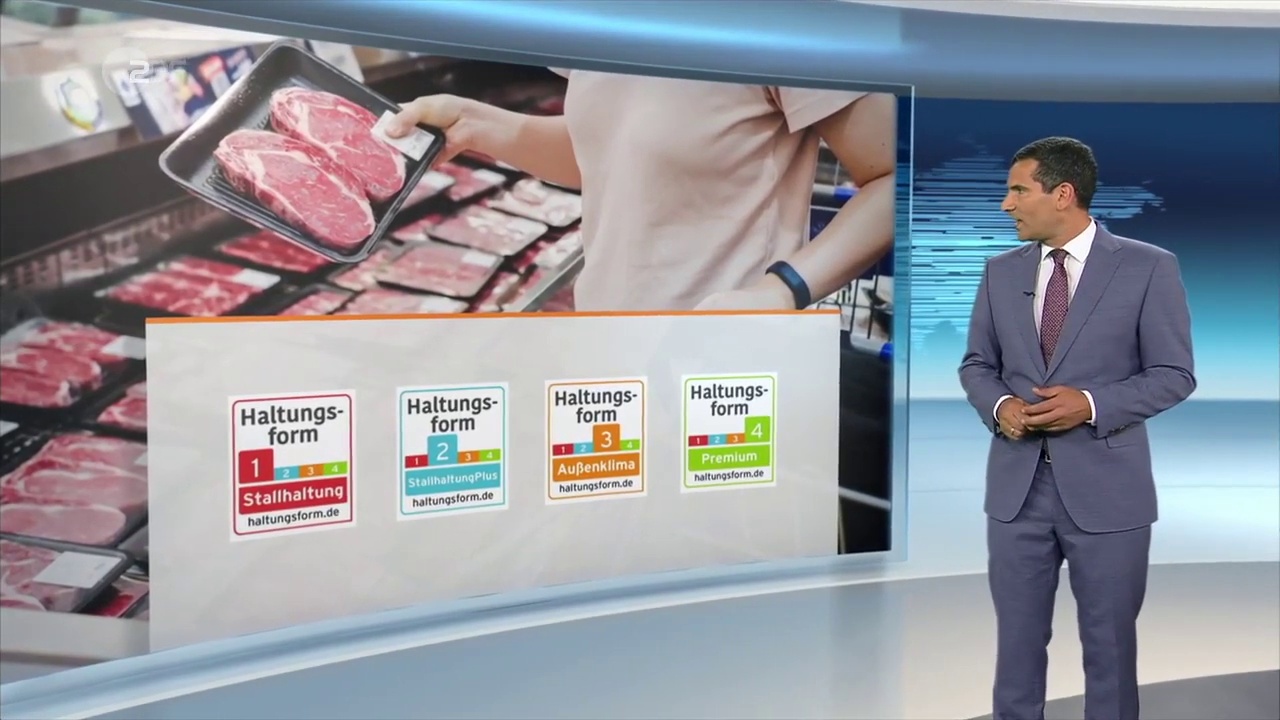 2DF
Haltungs-
form
1 2 3 4
Stallhaltung
haltungsform.de
Haltungs-
form
1 2 3 4
StallhaltungPlus
haltungsform.de
Haltungs-
form
1 2 3 4
Außenklima
haltungsform.de
Haltungs-
form
1 2 3 4
Premium
haltungsform.de